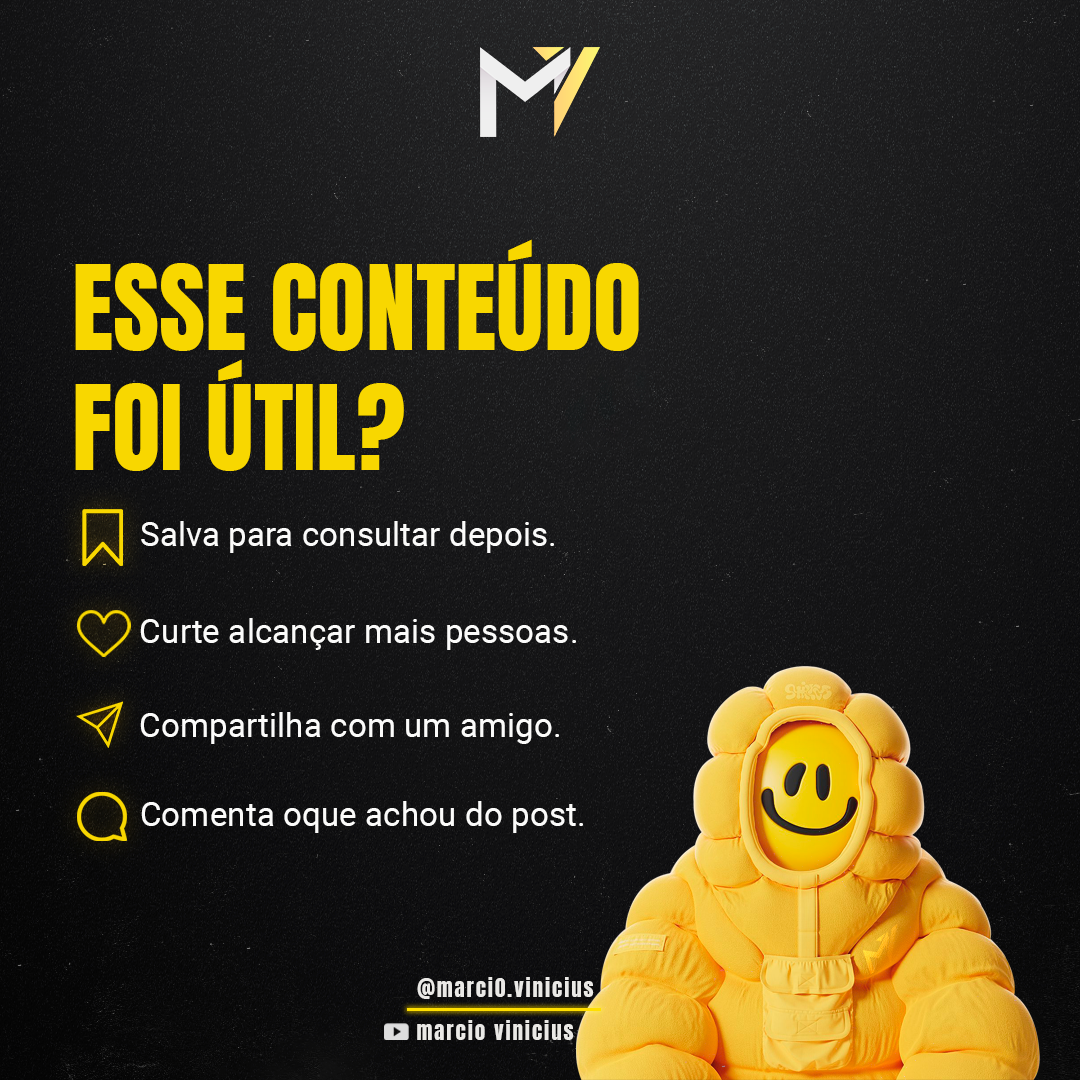 MV
ESSE CONTEÚDO
FOI ÚTIL?
Salva para consultar depois.
Curte alcançar mais pessoas.
Compartilha com um amigo.
Comenta oque achou do post.
@marci0.vinicius
marcio vinicius